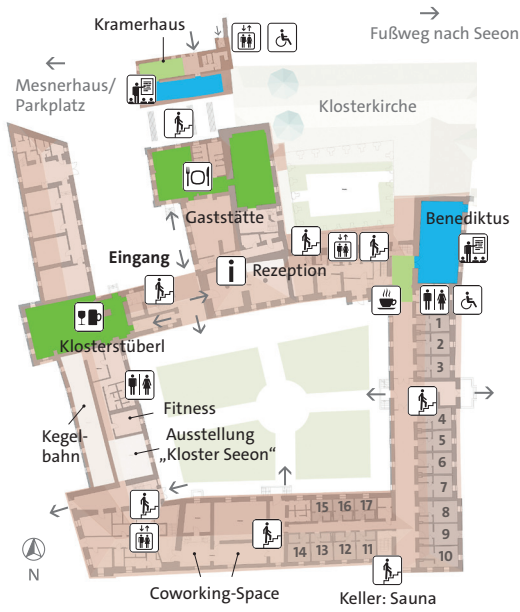 Kramerhaus
Fußweg nach Seeon
Mesnerhaus/
Parkplatz
Klosterkirche
Gaststätte
Benediktus
Eingang
i
Rezeption
Klosterstüberl
1
2
3
Fitness
Kegel-
bahn
Ausstellung
„Kloster Seeon“
4
5
6
7
8
9
10
15 16 17
14 13 12 11
N
Coworking-Space
Keller: Sauna